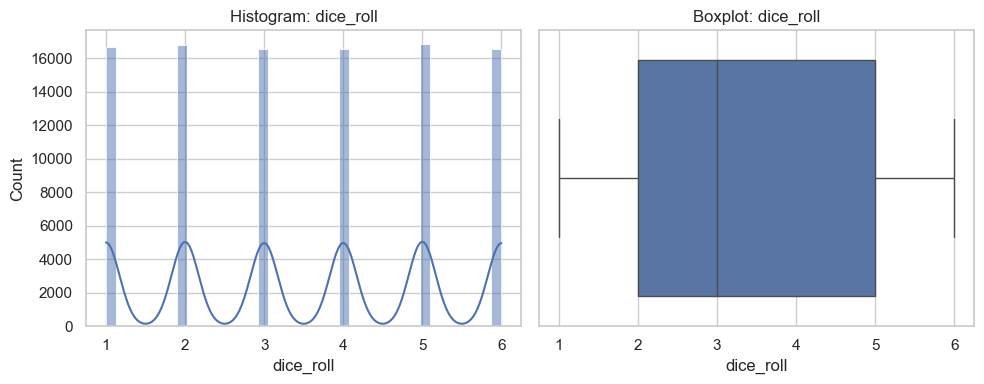 Histogram: dice_roll
16000
14000
12000
10000
8000
6000
4000
2000
0
Count
1 2 3 4 5 6
dice_roll
Boxplot: dice_roll
1 2 3 4 5 6
dice_roll